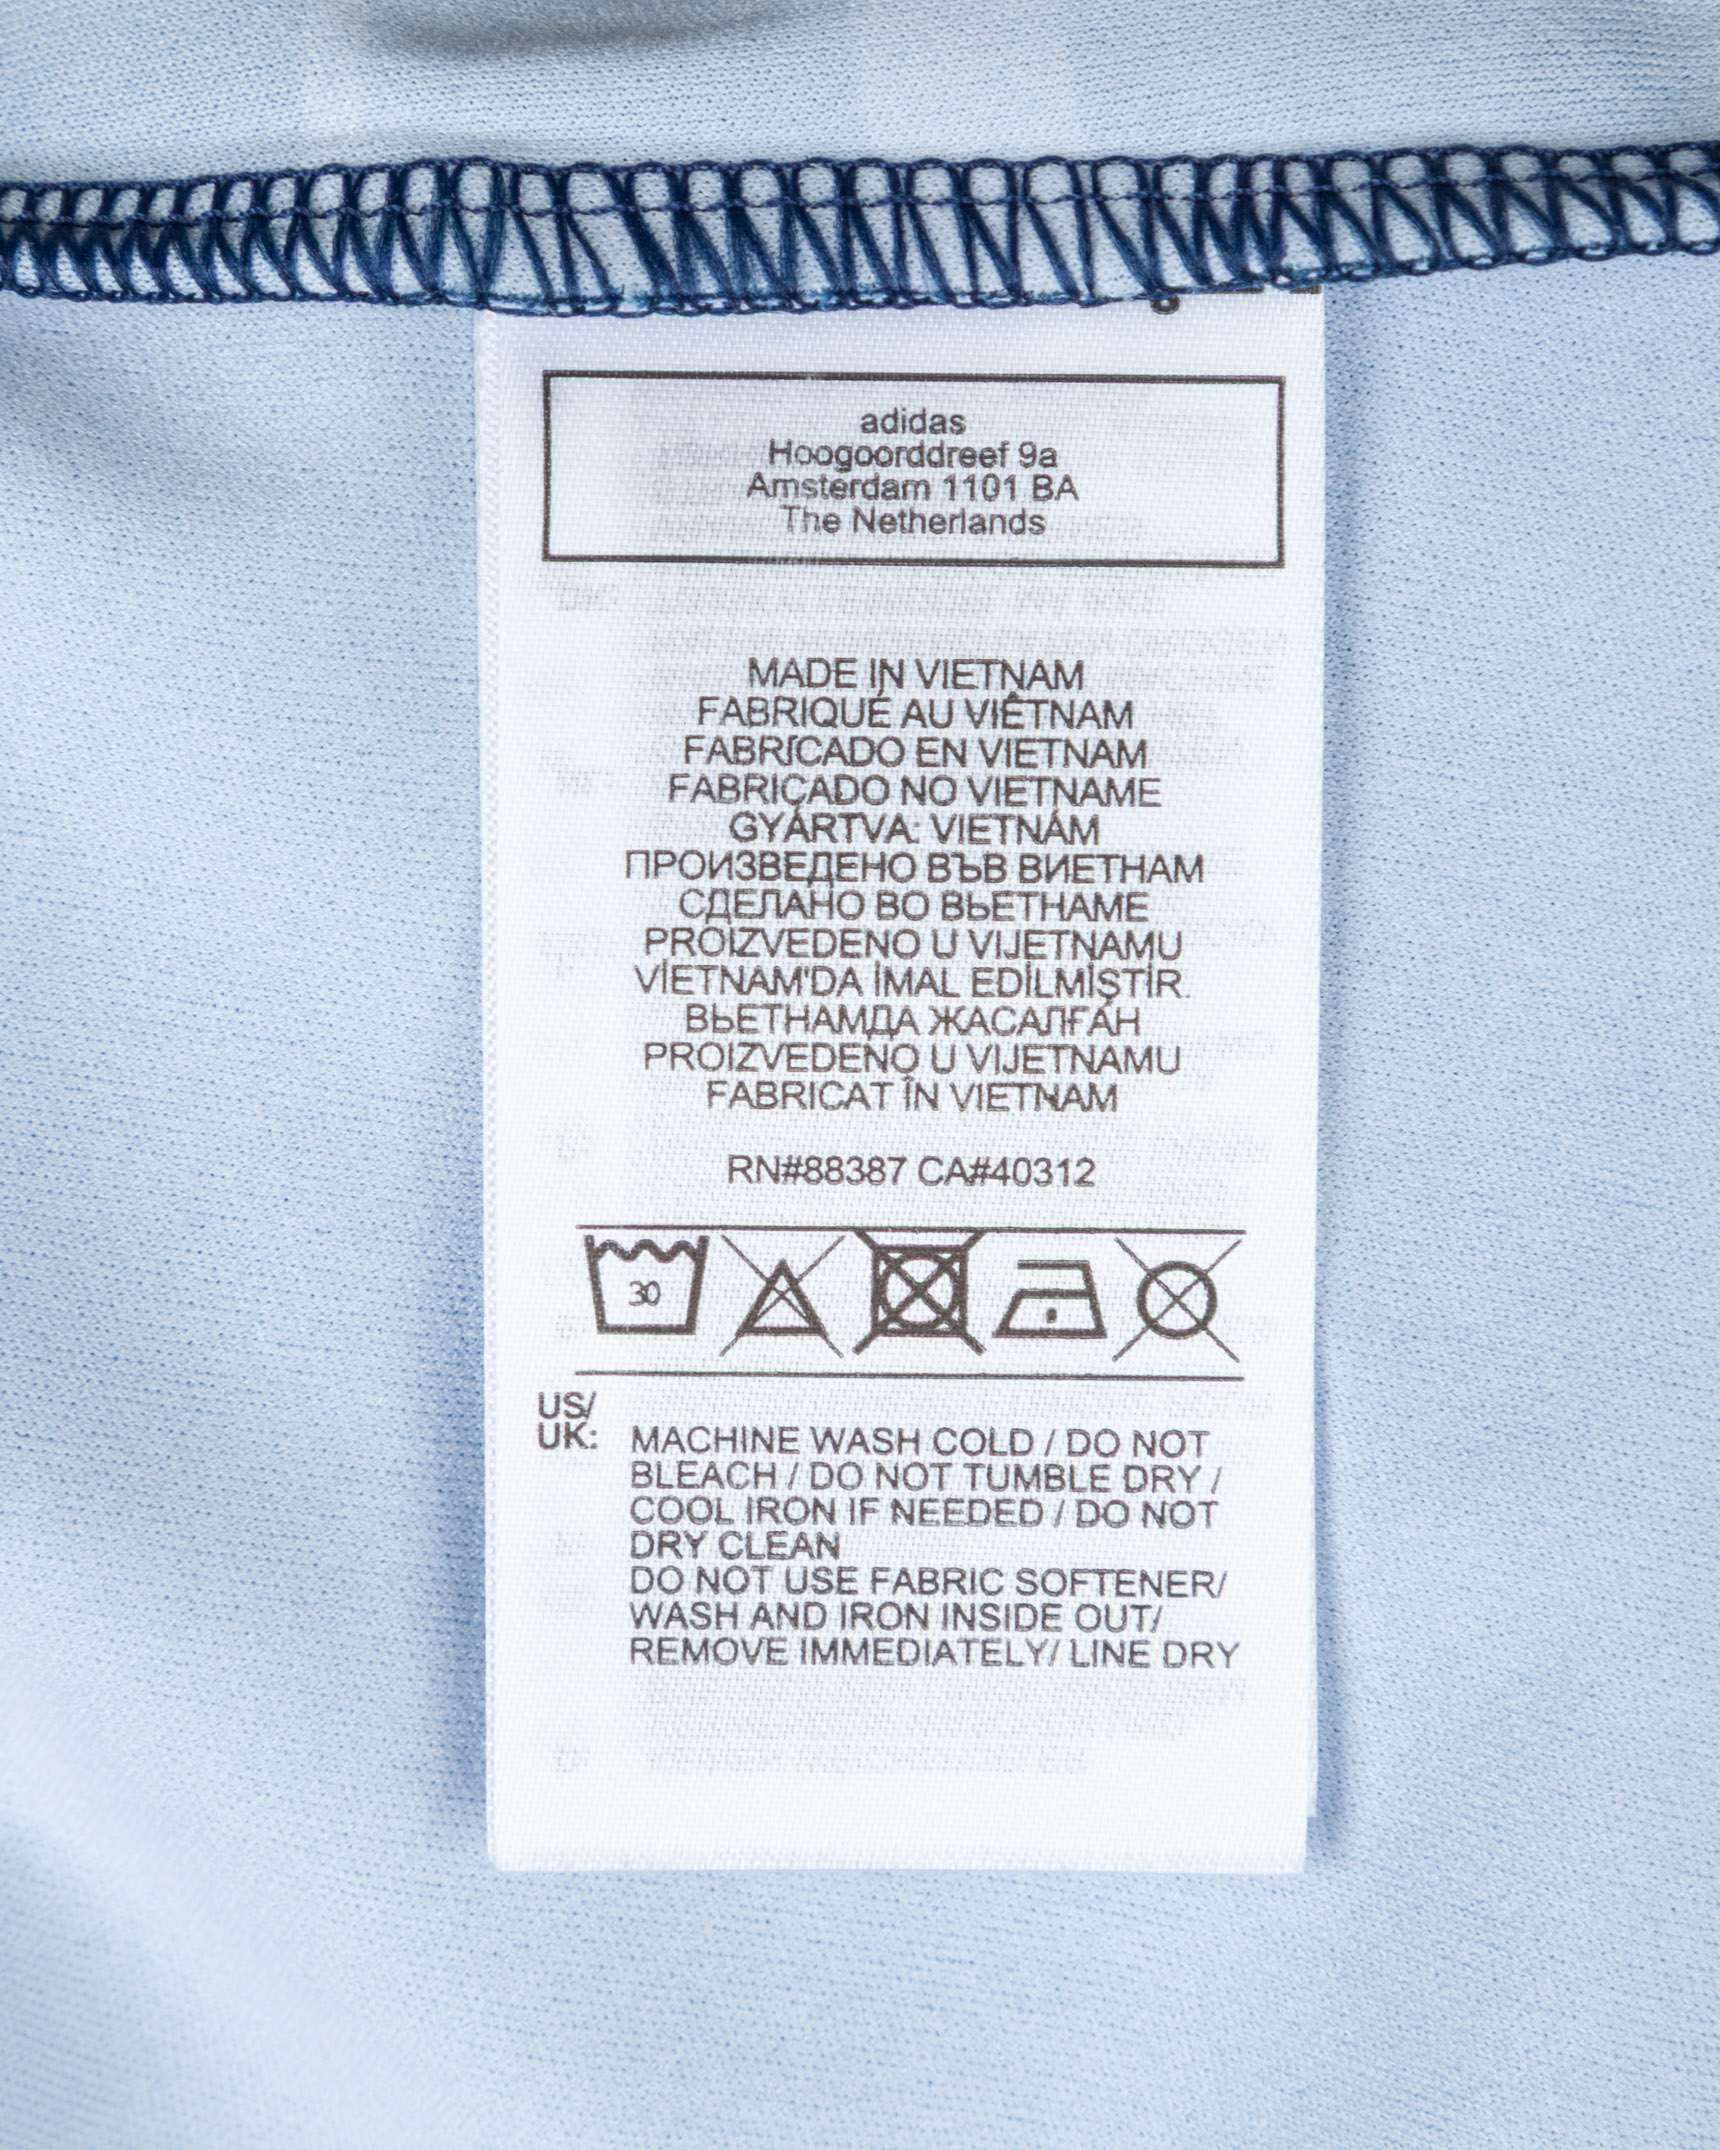 adidas
Hoogoorddreef 9a
Amsterdam 1101 BA
The Netherlands
MADE IN VIETNAM
FABRIQUÉ AU VIÊTNAM
FABRICADO EN VIETNAM
FABRICADO NO VIETNAME
GYÁRTVA: VIETNÁM
ПРОИЗВЕДЕНО ВЪВ ВИЕТНАМ
СДЕЛАНО ВО ВЬЕТНАМЕ
PROIZVEDENO U VIJETNAMU
VİETNAM'DA İMAL EDİLMİŞTİR.
ВЬЕТНАМДА ЖАСАЛҒАН
PROIZVEDENO U VIJETNAMU
FABRICAT ÎN VIETNAM
RN#88387 CA#40312
30
US/
UK: MACHINE WASH COLD / DO NOT
BLEACH / DO NOT TUMBLE DRY /
COOL IRON IF NEEDED / DO NOT
DRY CLEAN
DO NOT USE FABRIC SOFTENER/
WASH AND IRON INSIDE OUT/
REMOVE IMMEDIATELY/ LINE DRY